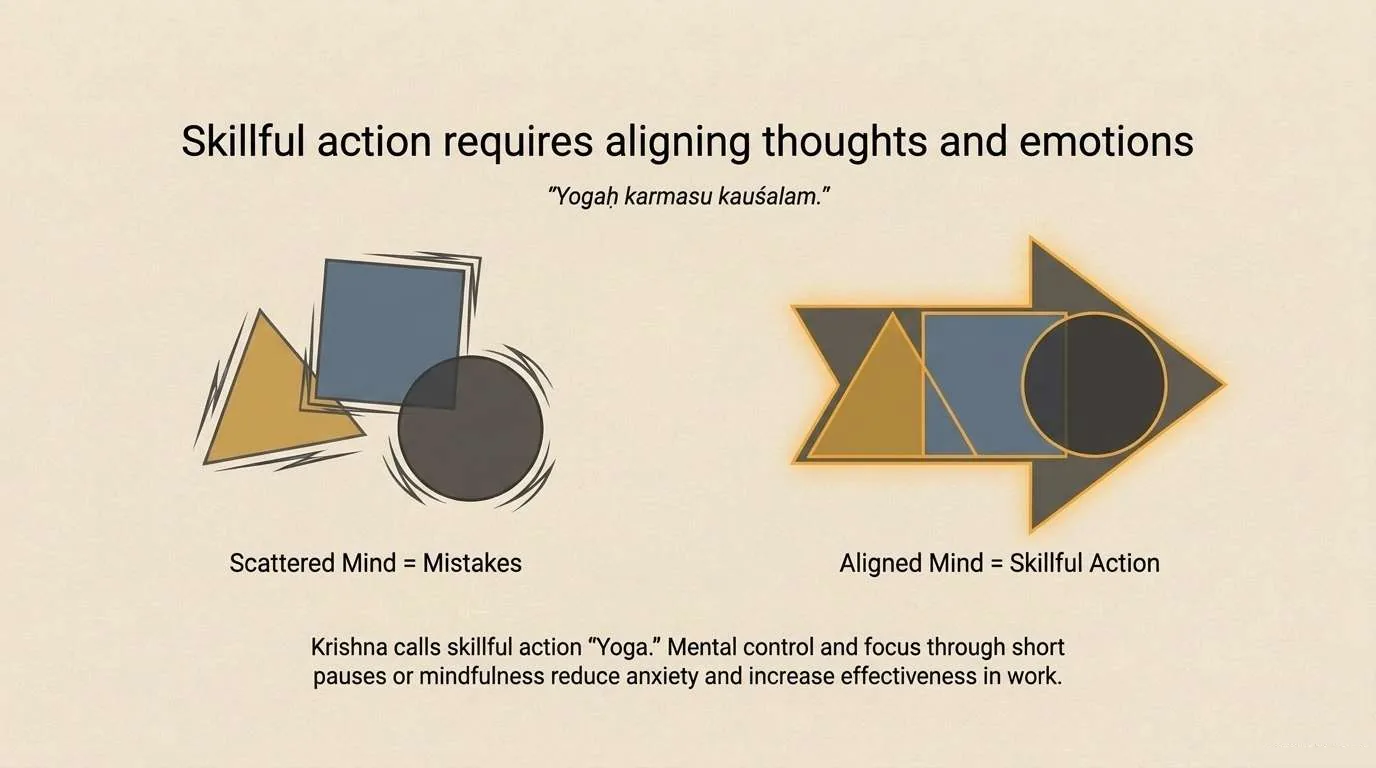 Skillful action requires aligning thoughts and emotions
“Yogaḥ karmasu kauśalam.”
Scattered Mind = Mistakes
Aligned Mind = Skillful Action
Krishna calls skillful action “Yoga.” Mental control and focus through short
pauses or mindfulness reduce anxiety and increase effectiveness in work.